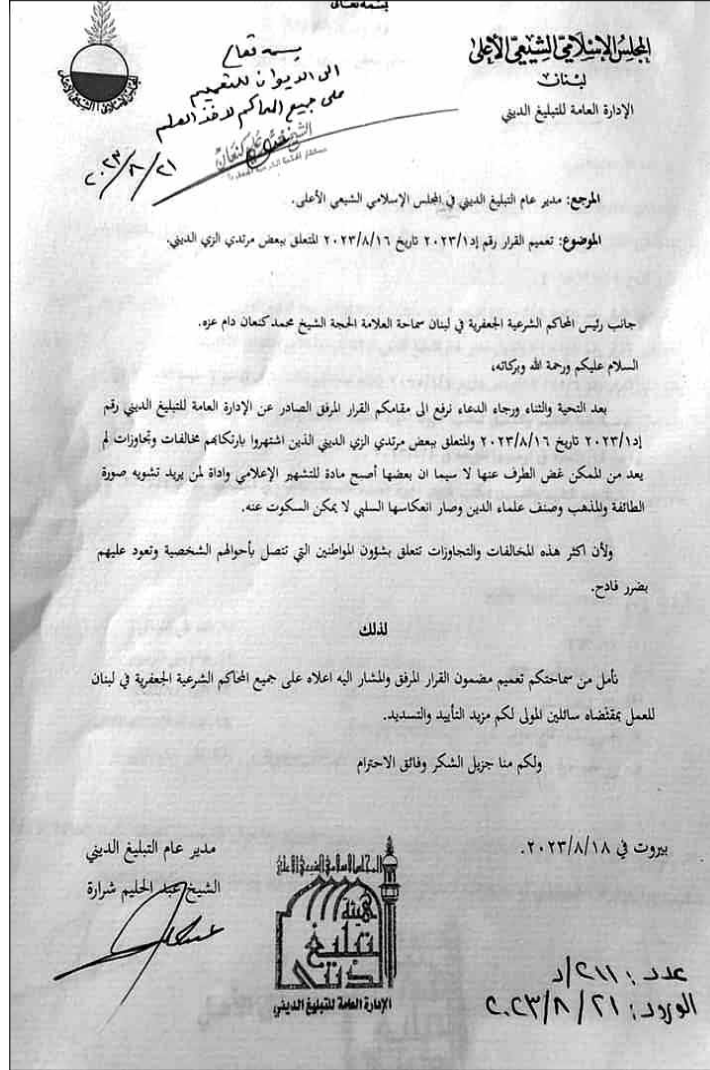 بسمه تعالى
المجلس الإسلامي الشيعي الأعلى
لبنان
الإدارة العامة للتبليغ الديني
المجلس الإسلامي الشيعي الأعلى
بسمه تعالى
الى الديوان للتعميم
على جميع المحاكم لاخذ العلم
٢٠٢٣/٨/٢١
المرجع: مدير عام التبليغ الديني في المجلس الإسلامي الشيعي الأعلى.
الموضوع: تعميم القرار رقم إد/٢٠٢٣/١ تاريخ ٢٠٢٣/٨/١٦ المتعلق ببعض مرتدي الزي الديني.
جانب رئيس المحاكم الشرعية الجعفرية في لبنان سماحة العلامة الحجة الشيخ محمد كنعان دام عزه.
السلام عليكم ورحمة الله وبركاته،
بعد التحية والثناء ورجاء الدعاء نرفع الى مقامكم القرار المرفق الصادر عن الإدارة العامة للتبليغ الديني رقم
إد/٢٠٢٣/١ تاريخ ٢٠٢٣/٨/١٦ والمتعلق ببعض مرتدي الزي الديني الذين اشتهروا بارتكابهم مخالفات وتجاوزات لم
يعد من الممكن غض الطرف عنها لا سيما ان بعضها أصبح مادة للتشهير الإعلامي واداة لمن يريد تشويه صورة
الطائفة والمذهب وصنف علماء الدين وصار انعكاسها السلبي لا يمكن السكوت عنه.
ولأن اكثر هذه المخالفات والتجاوزات تتعلق بشؤون المواطنين التي تتصل بأحوالهم الشخصية وتعود عليهم
بضرر فادح.
لذلك
نأمل من سماحتكم تعميم مضمون القرار المرفق والمشار اليه اعلاه على جميع المحاكم الشرعية الجعفرية في لبنان
للعمل بمقتضاه سائلين المولى لكم مزيد التأييد والتسديد.
ولكم منا جزيل الشكر وفائق الاحترام
بيروت في ٢٠٢٣/٨/١٨.
مدير عام التبليغ الديني
الشيخ عبد الحليم شرارة
المجلس الاسلامي الشيعي الاعلى
هيئة
التبليغ
الديني
الإدارة العامة للتبليغ الديني
عدد : ٢١١/د
الورود : ٢٠٢٣/٨/٢١